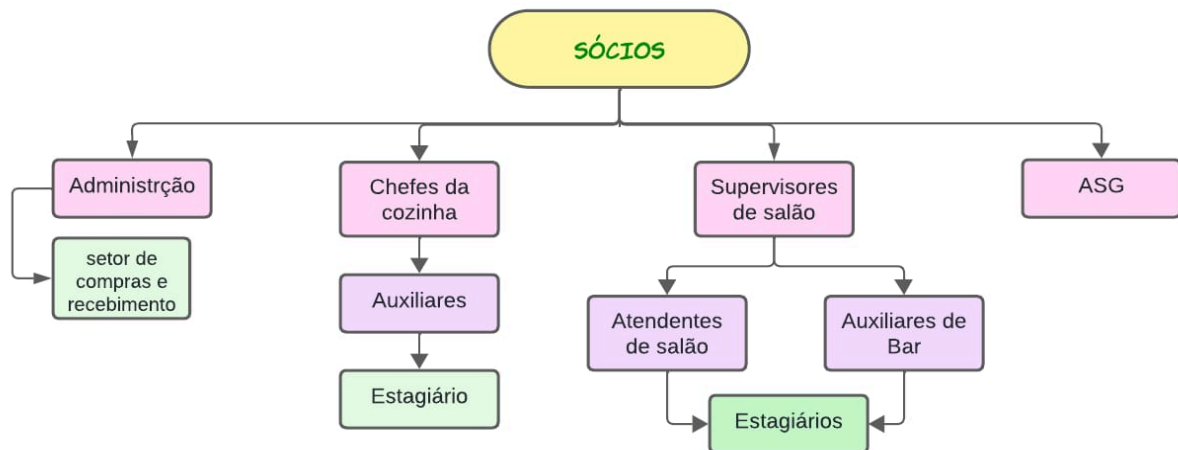 SÓCIOS
Administrção
Chefes da
cozinha
Supervisores
de salão
ASG
setor de
compras e
recebimento
Auxiliares
Atendentes
de salão
Auxiliares de
Bar
Estagiário
Estagiários